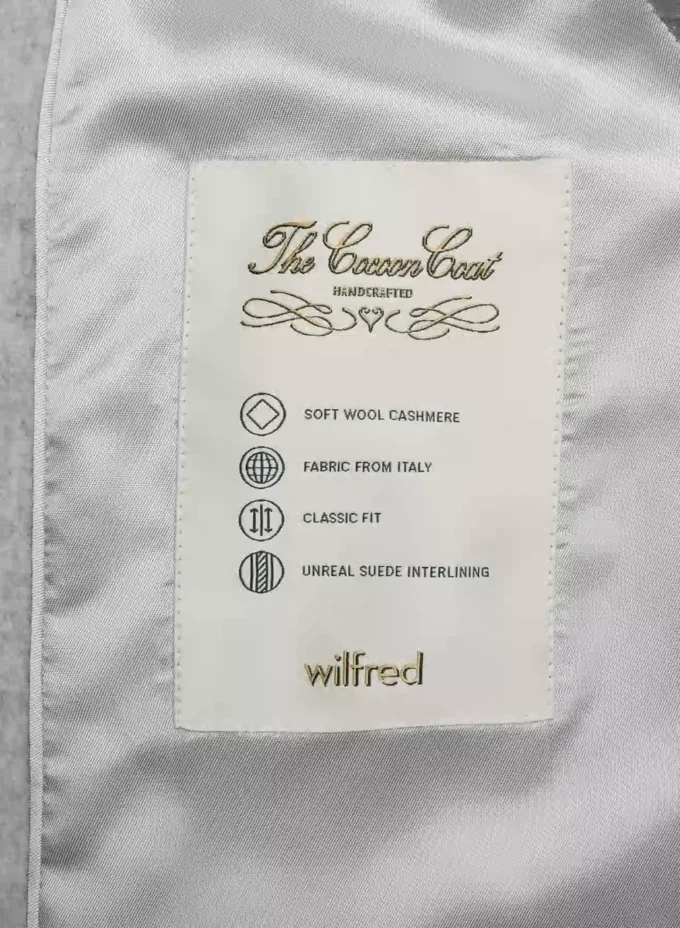 The Cocoon Coat
HANDCRAFTED
SOFT WOOL CASHMERE
FABRIC FROM ITALY
CLASSIC FIT
UNREAL SUEDE INTERLINING
wilfred